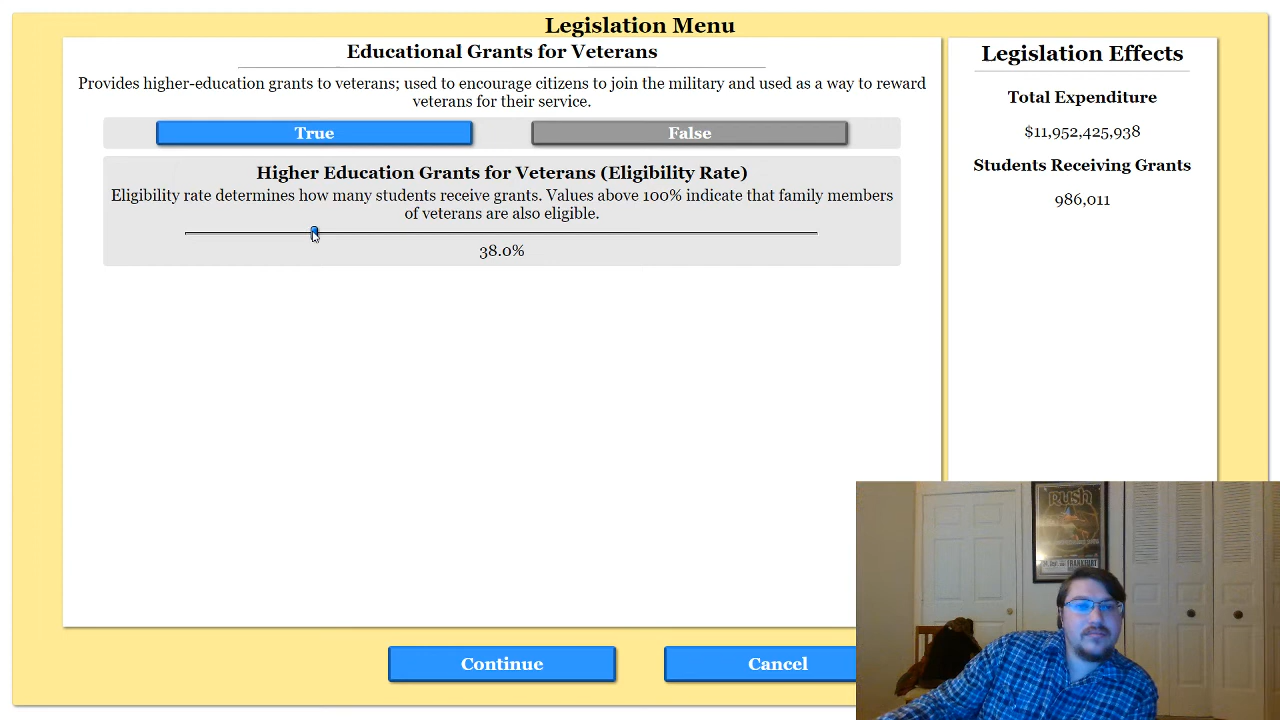 Legislation Menu
Educational Grants for Veterans
Provides higher-education grants to veterans; used to encourage citizens to join the military and used as a way to reward
veterans for their service.
True
False
Higher Education Grants for Veterans (Eligibility Rate)
Eligibility rate determines how many students receive grants. Values above 100% indicate that family members
of veterans are also eligible.
38.0%
Legislation Effects
Total Expenditure
$11,952,425,938
Students Receiving Grants
986,011
Continue
Cancel
Rush
FRANKFURT